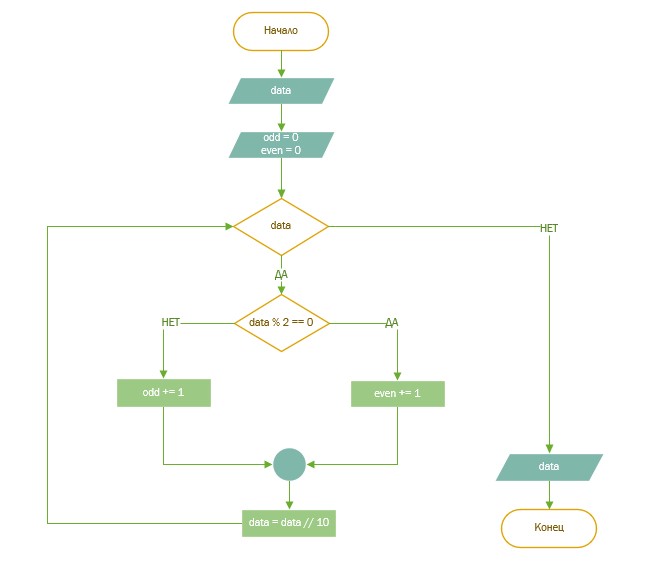 Начало
data
odd = 0
even = 0
data
НЕТ
ДА
НЕТ
data % 2 == 0
ДА
odd += 1
even += 1
data
data = data // 10
Конец